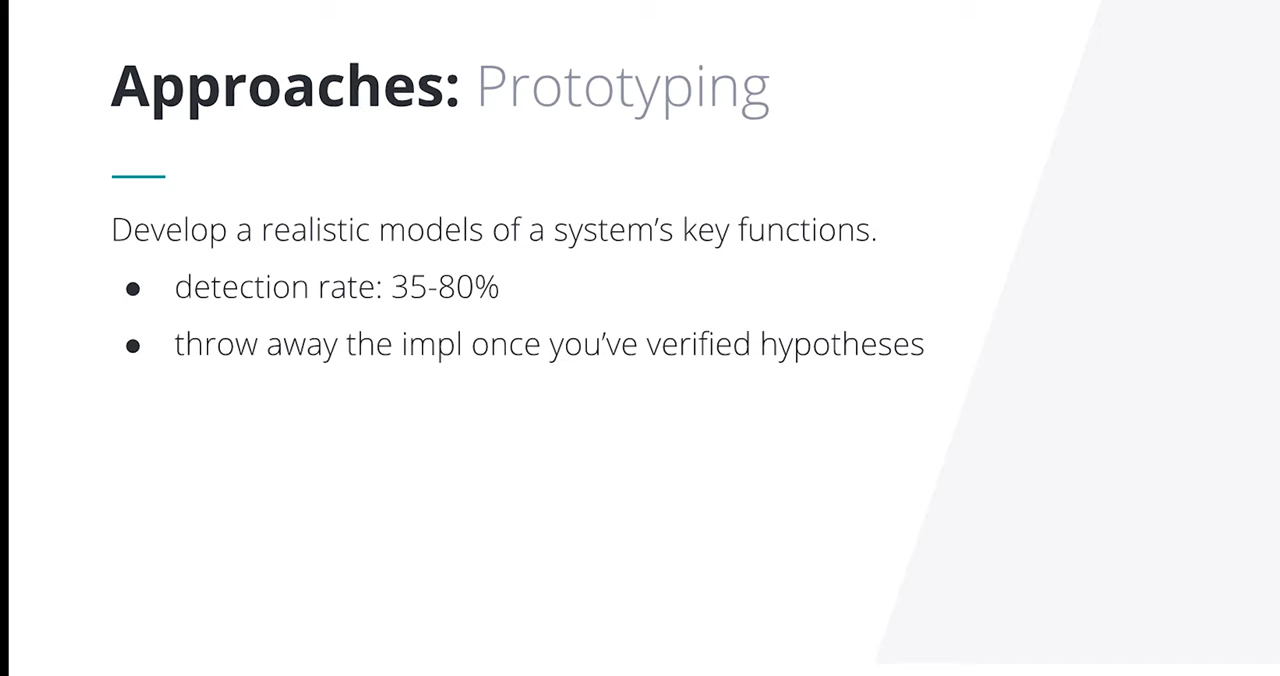 Approaches: Prototyping
Develop a realistic models of a system’s key functions.
● detection rate: 35-80%
● throw away the impl once you’ve verified hypotheses